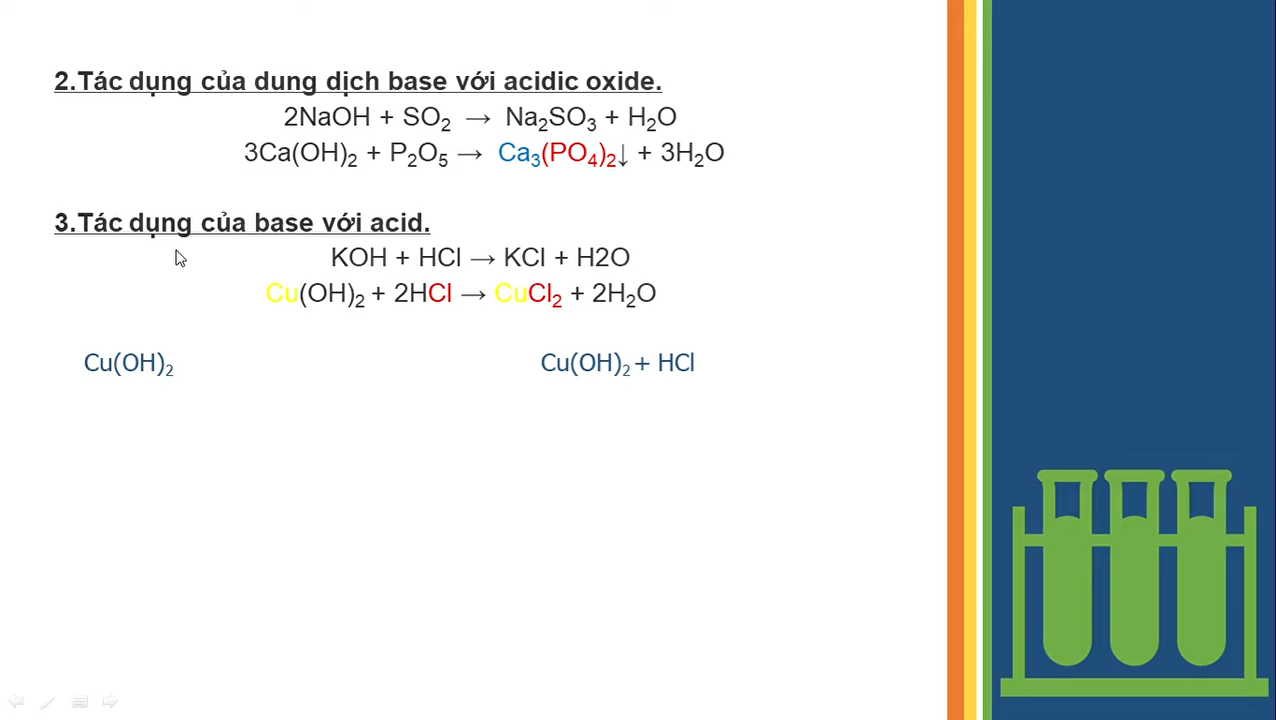 2.Tác dụng của dung dịch base với acidic oxide.
2NaOH + SO₂ → Na₂SO₃ + H₂O
3Ca(OH)₂ + P₂O₅ → Ca₃(PO₄)₂↓ + 3H₂O
3.Tác dụng của base với acid.
KOH + HCl → KCl + H2O
Cu(OH)₂ + 2HCl → CuCl₂ + 2H₂O
Cu(OH)₂ Cu(OH)₂ + HCl